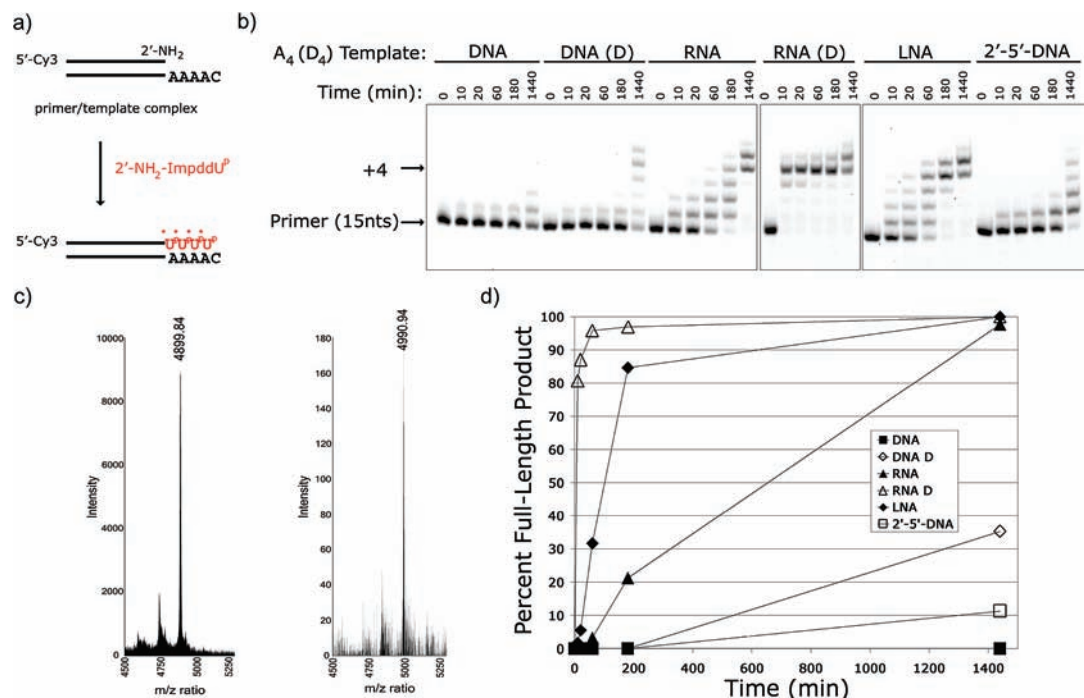 a)
5'-Cy3
2'-NH2
AAAAC
primer/template complex
2'-NH2-ImpddUP
5'-Cy3
UPUPUPUP
AAAAC
b)
A4 (D4) Template: DNA DNA (D) RNA RNA (D) LNA 2'-5'-DNA
Time (min): 0 10 20 60 180 1440 0 10 20 60 180 1440 0 10 20 60 180 1440 0 10 20 60 180 1440 0 10 20 60 180 1440 0 10 20 60 180 1440
+4
Primer (15nts)
c)
4899.84
10000
8000
6000
4000
2000
0
Intensity
4500 4750 5000 5250
m/z ratio
4990.94
180
160
140
120
100
80
60
40
20
0
Intensity
4500 4750 5000 5250
m/z ratio
d)
Percent Full-Length Product
100
90
80
70
60
50
40
30
20
10
0
DNA
DNA D
RNA
RNA D
LNA
2'-5'-DNA
0 200 400 600 800 1000 1200 1400
Time (min)